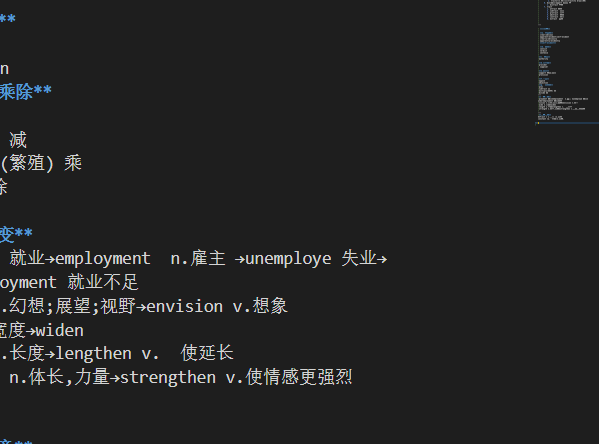 **
n
乘除**
减
(繁殖) 乘
除
变**
就业→employment n.雇主 →unemploye 失业→
oyment 就业不足
.幻想;展望;视野→envision v.想象
宽度→widen
.长度→lengthen v. 使延长
n.体长,力量→strengthen v.使情感更强烈